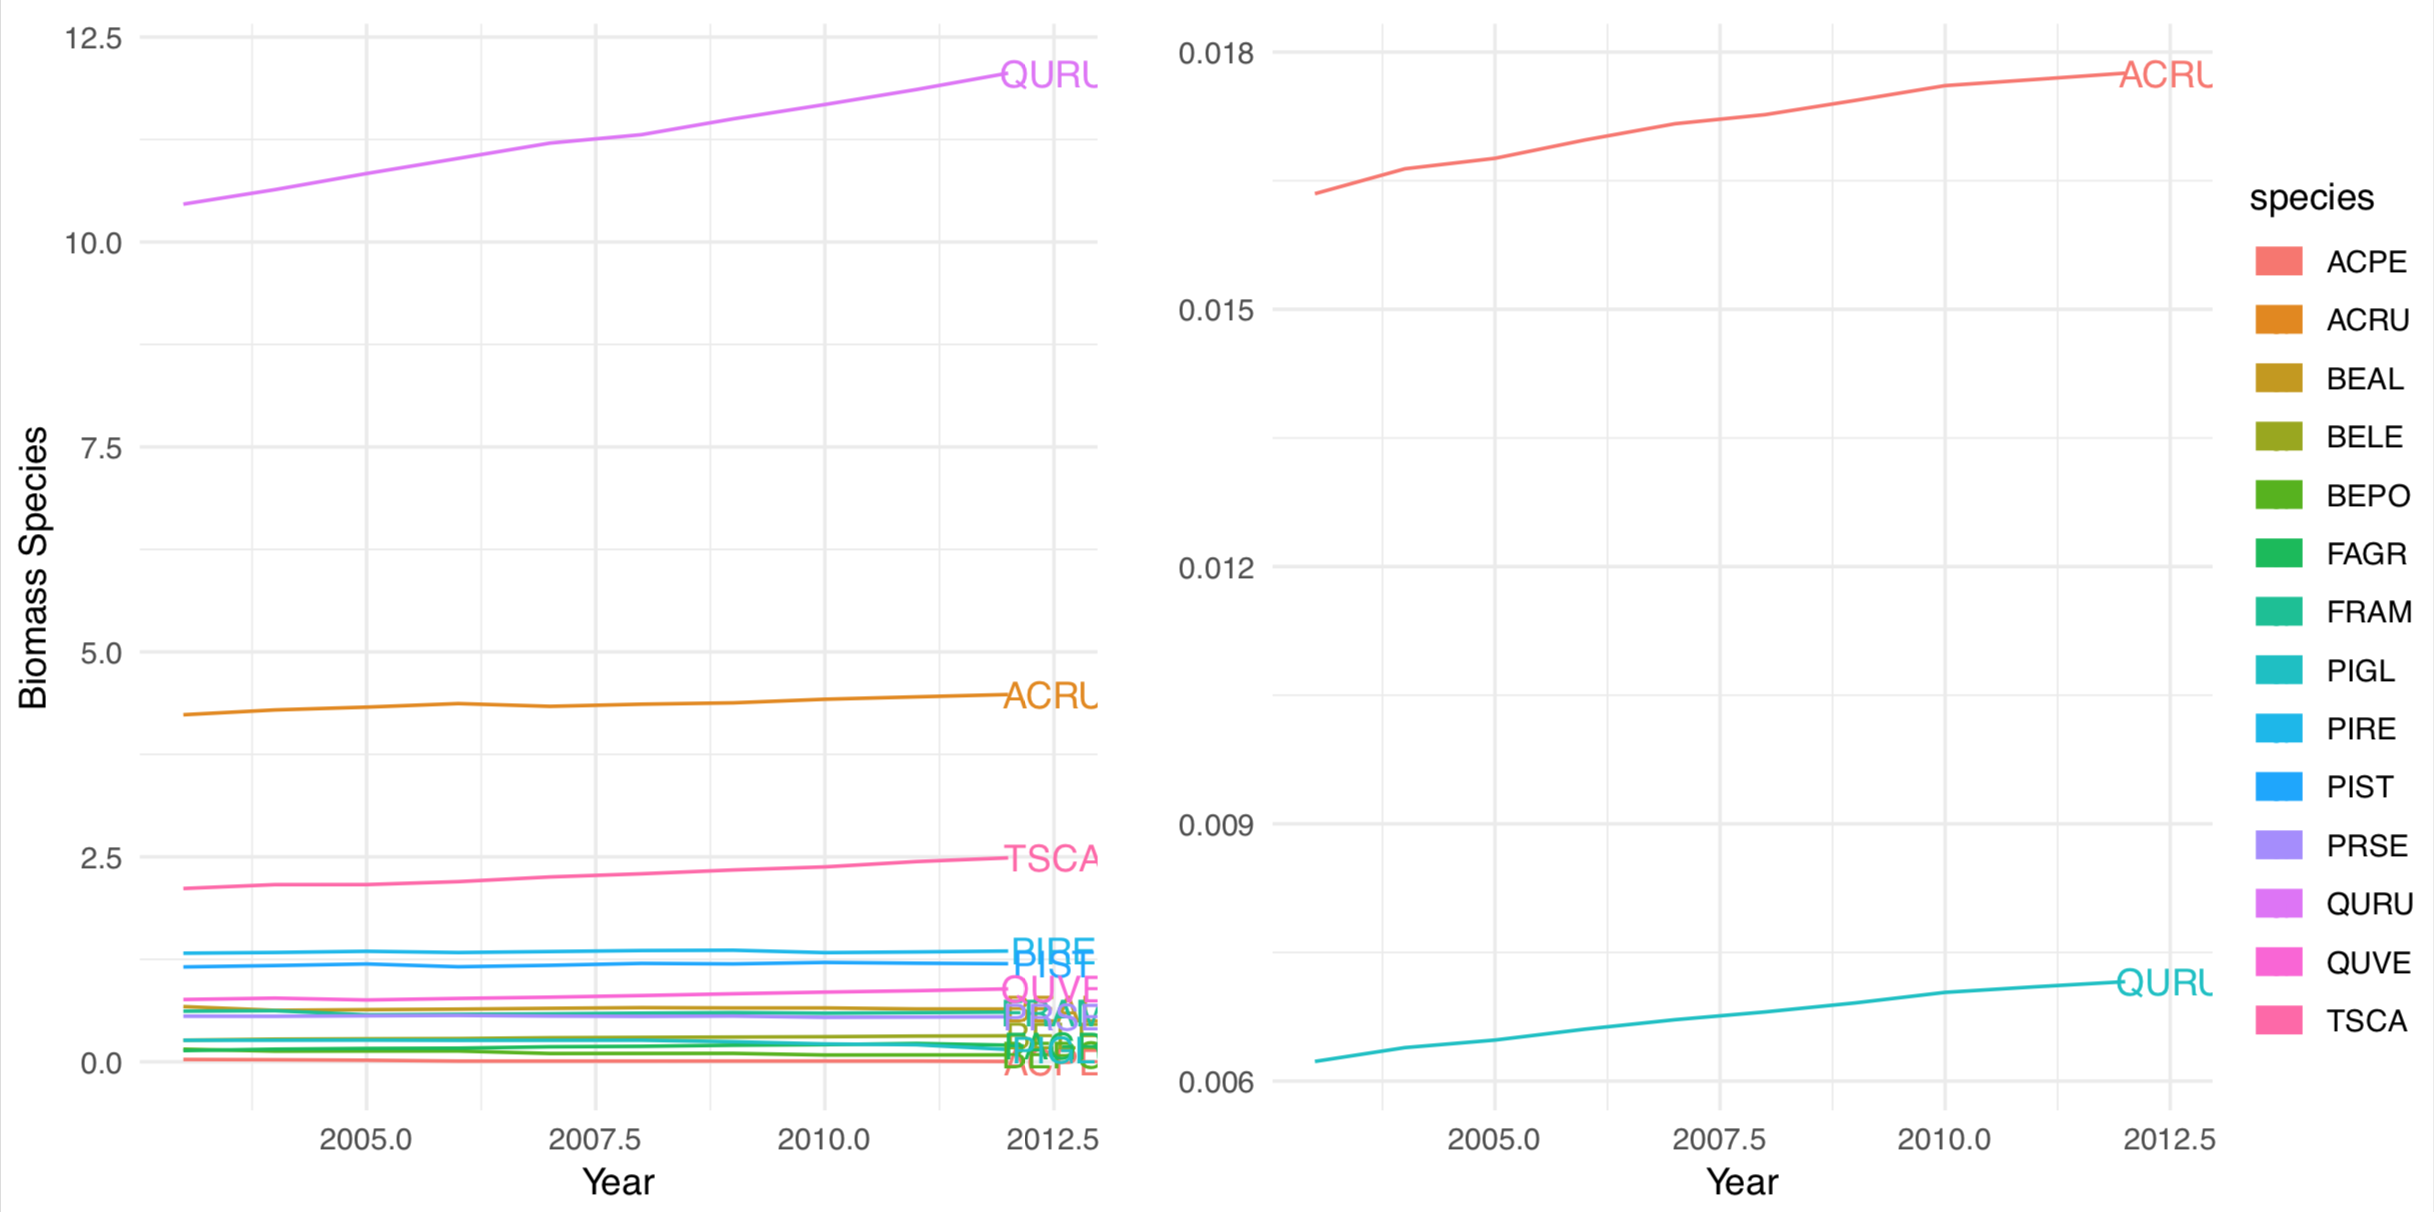 12.5
10.0
7.5
5.0
2.5
0.0
Biomass Species
QURU
ACRU
TSCA
PIST
QUVE
2005.0
2007.5
2010.0
2012.5
Year
0.018
0.015
0.012
0.009
0.006
ACRU
QURU
2005.0
2007.5
2010.0
2012.5
Year
species
ACPE
ACRU
BEAL
BELE
BEPO
FAGR
FRAM
PIGL
PIRE
PIST
PRSE
QURU
QUVE
TSCA